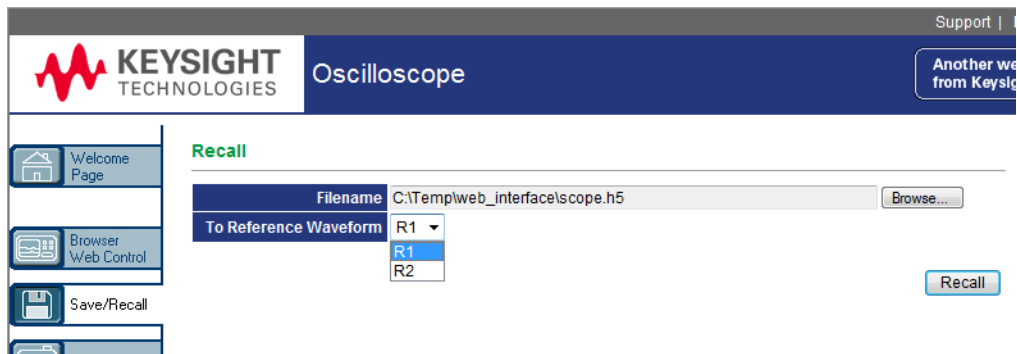 Support |
KEYSIGHT
TECHNOLOGIES
Oscilloscope
Another we
from Keysig
Welcome
Page
Recall
Filename C:\Temp\web_interface\scope.h5 Browse...
To Reference Waveform R1
R1
R2
Browser
Web Control
Recall
Save/Recall